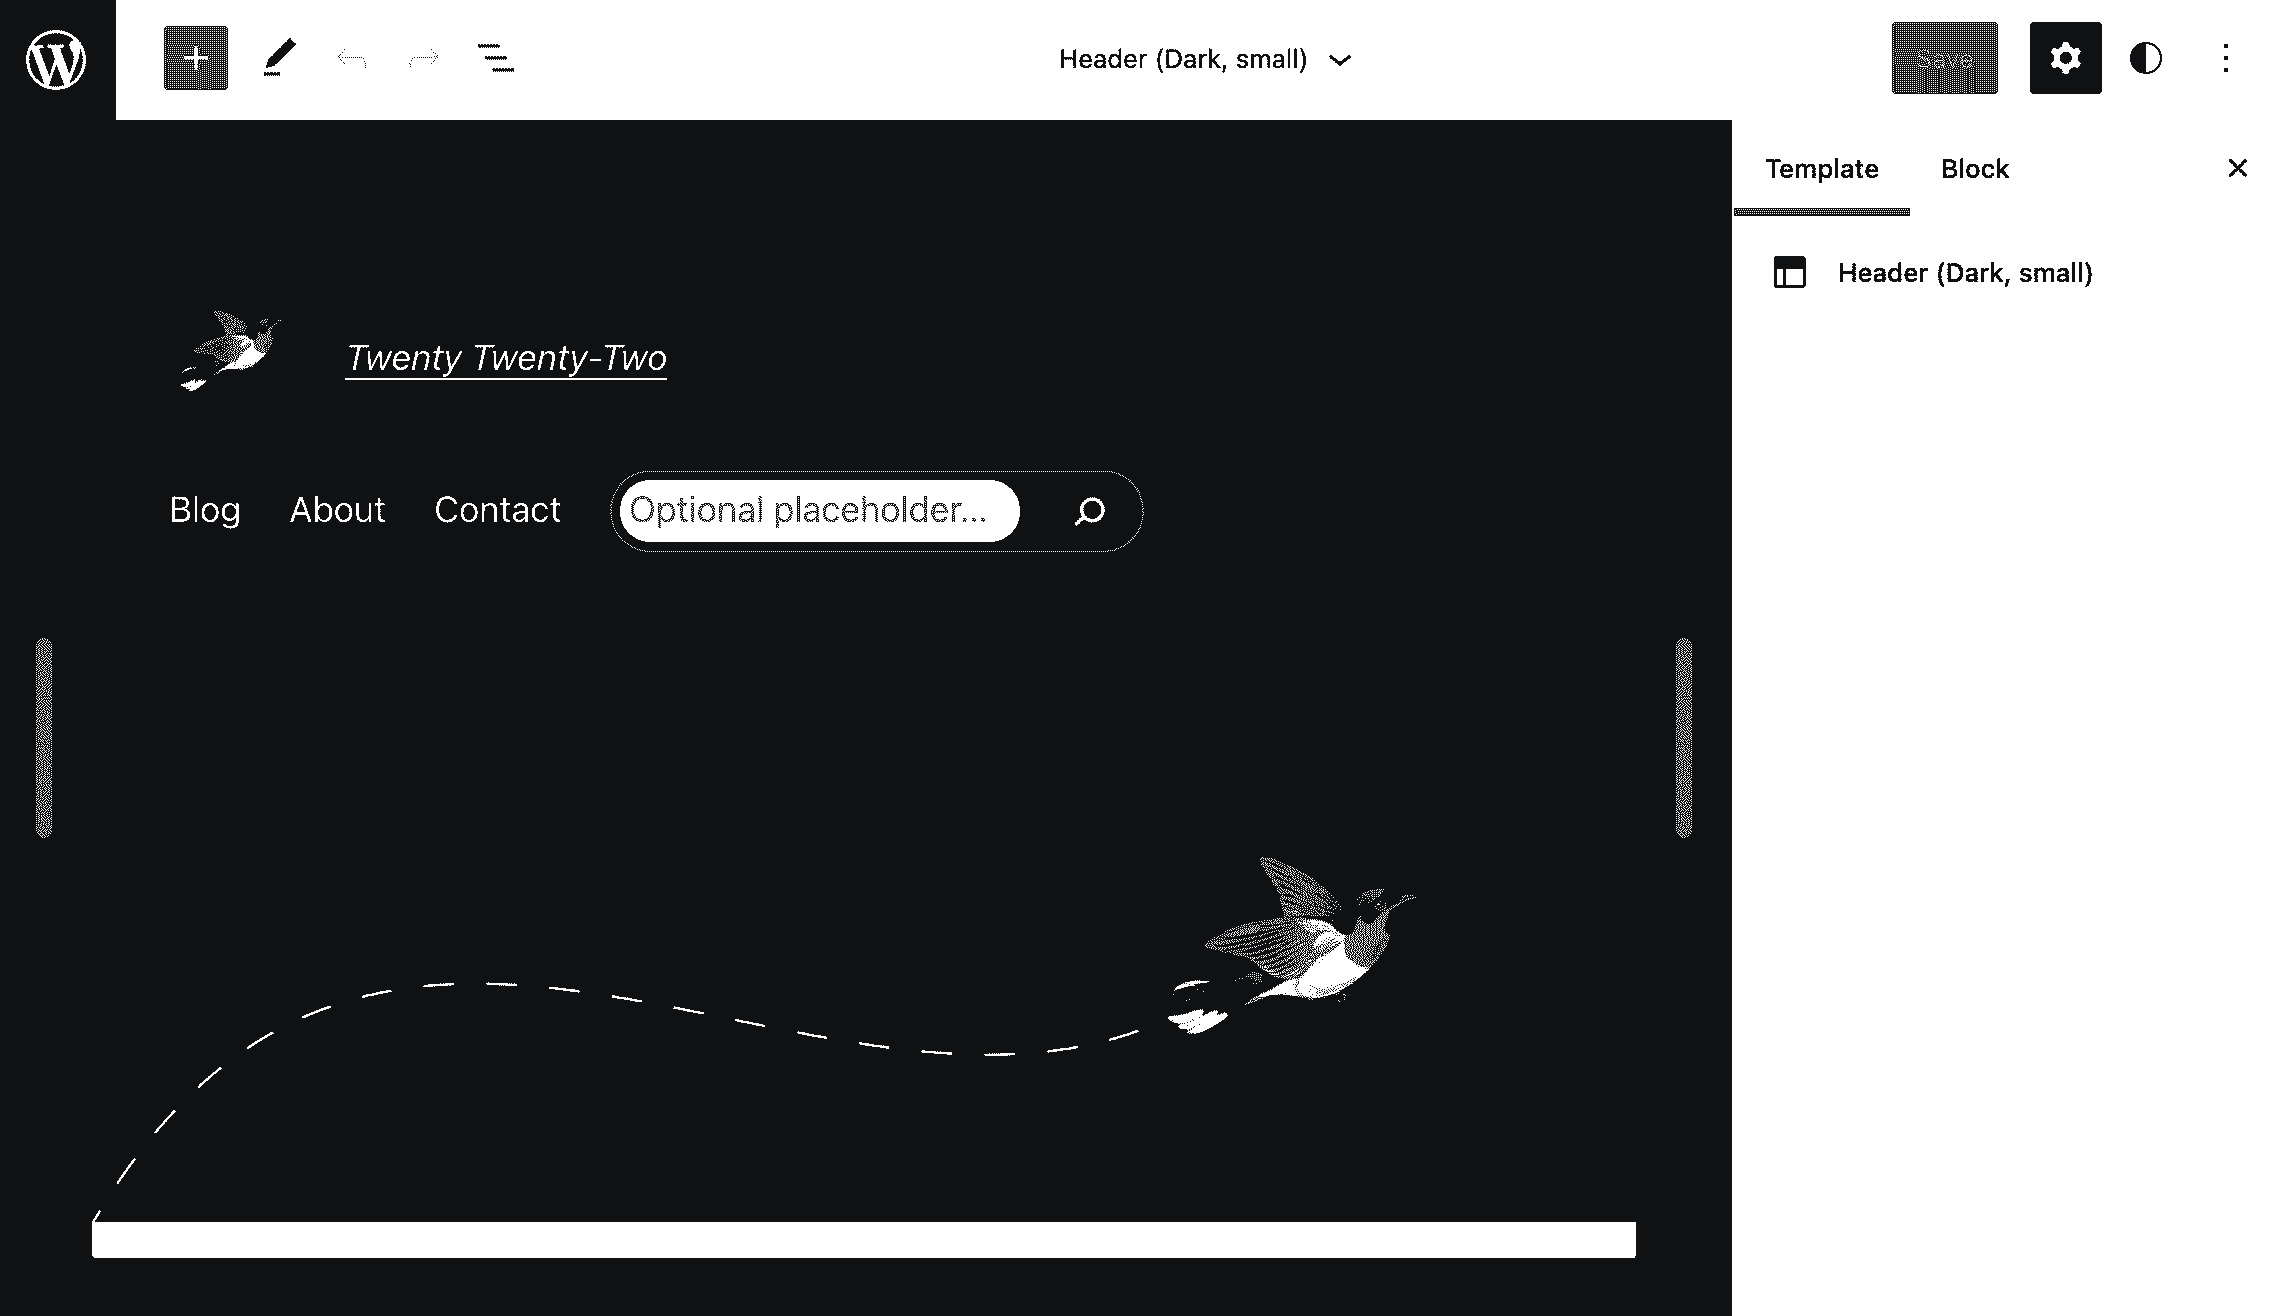 Header (Dark, small)
Save
Template Block
Header (Dark, small)
Twenty Twenty-Two
Blog About Contact Optional placeholder...